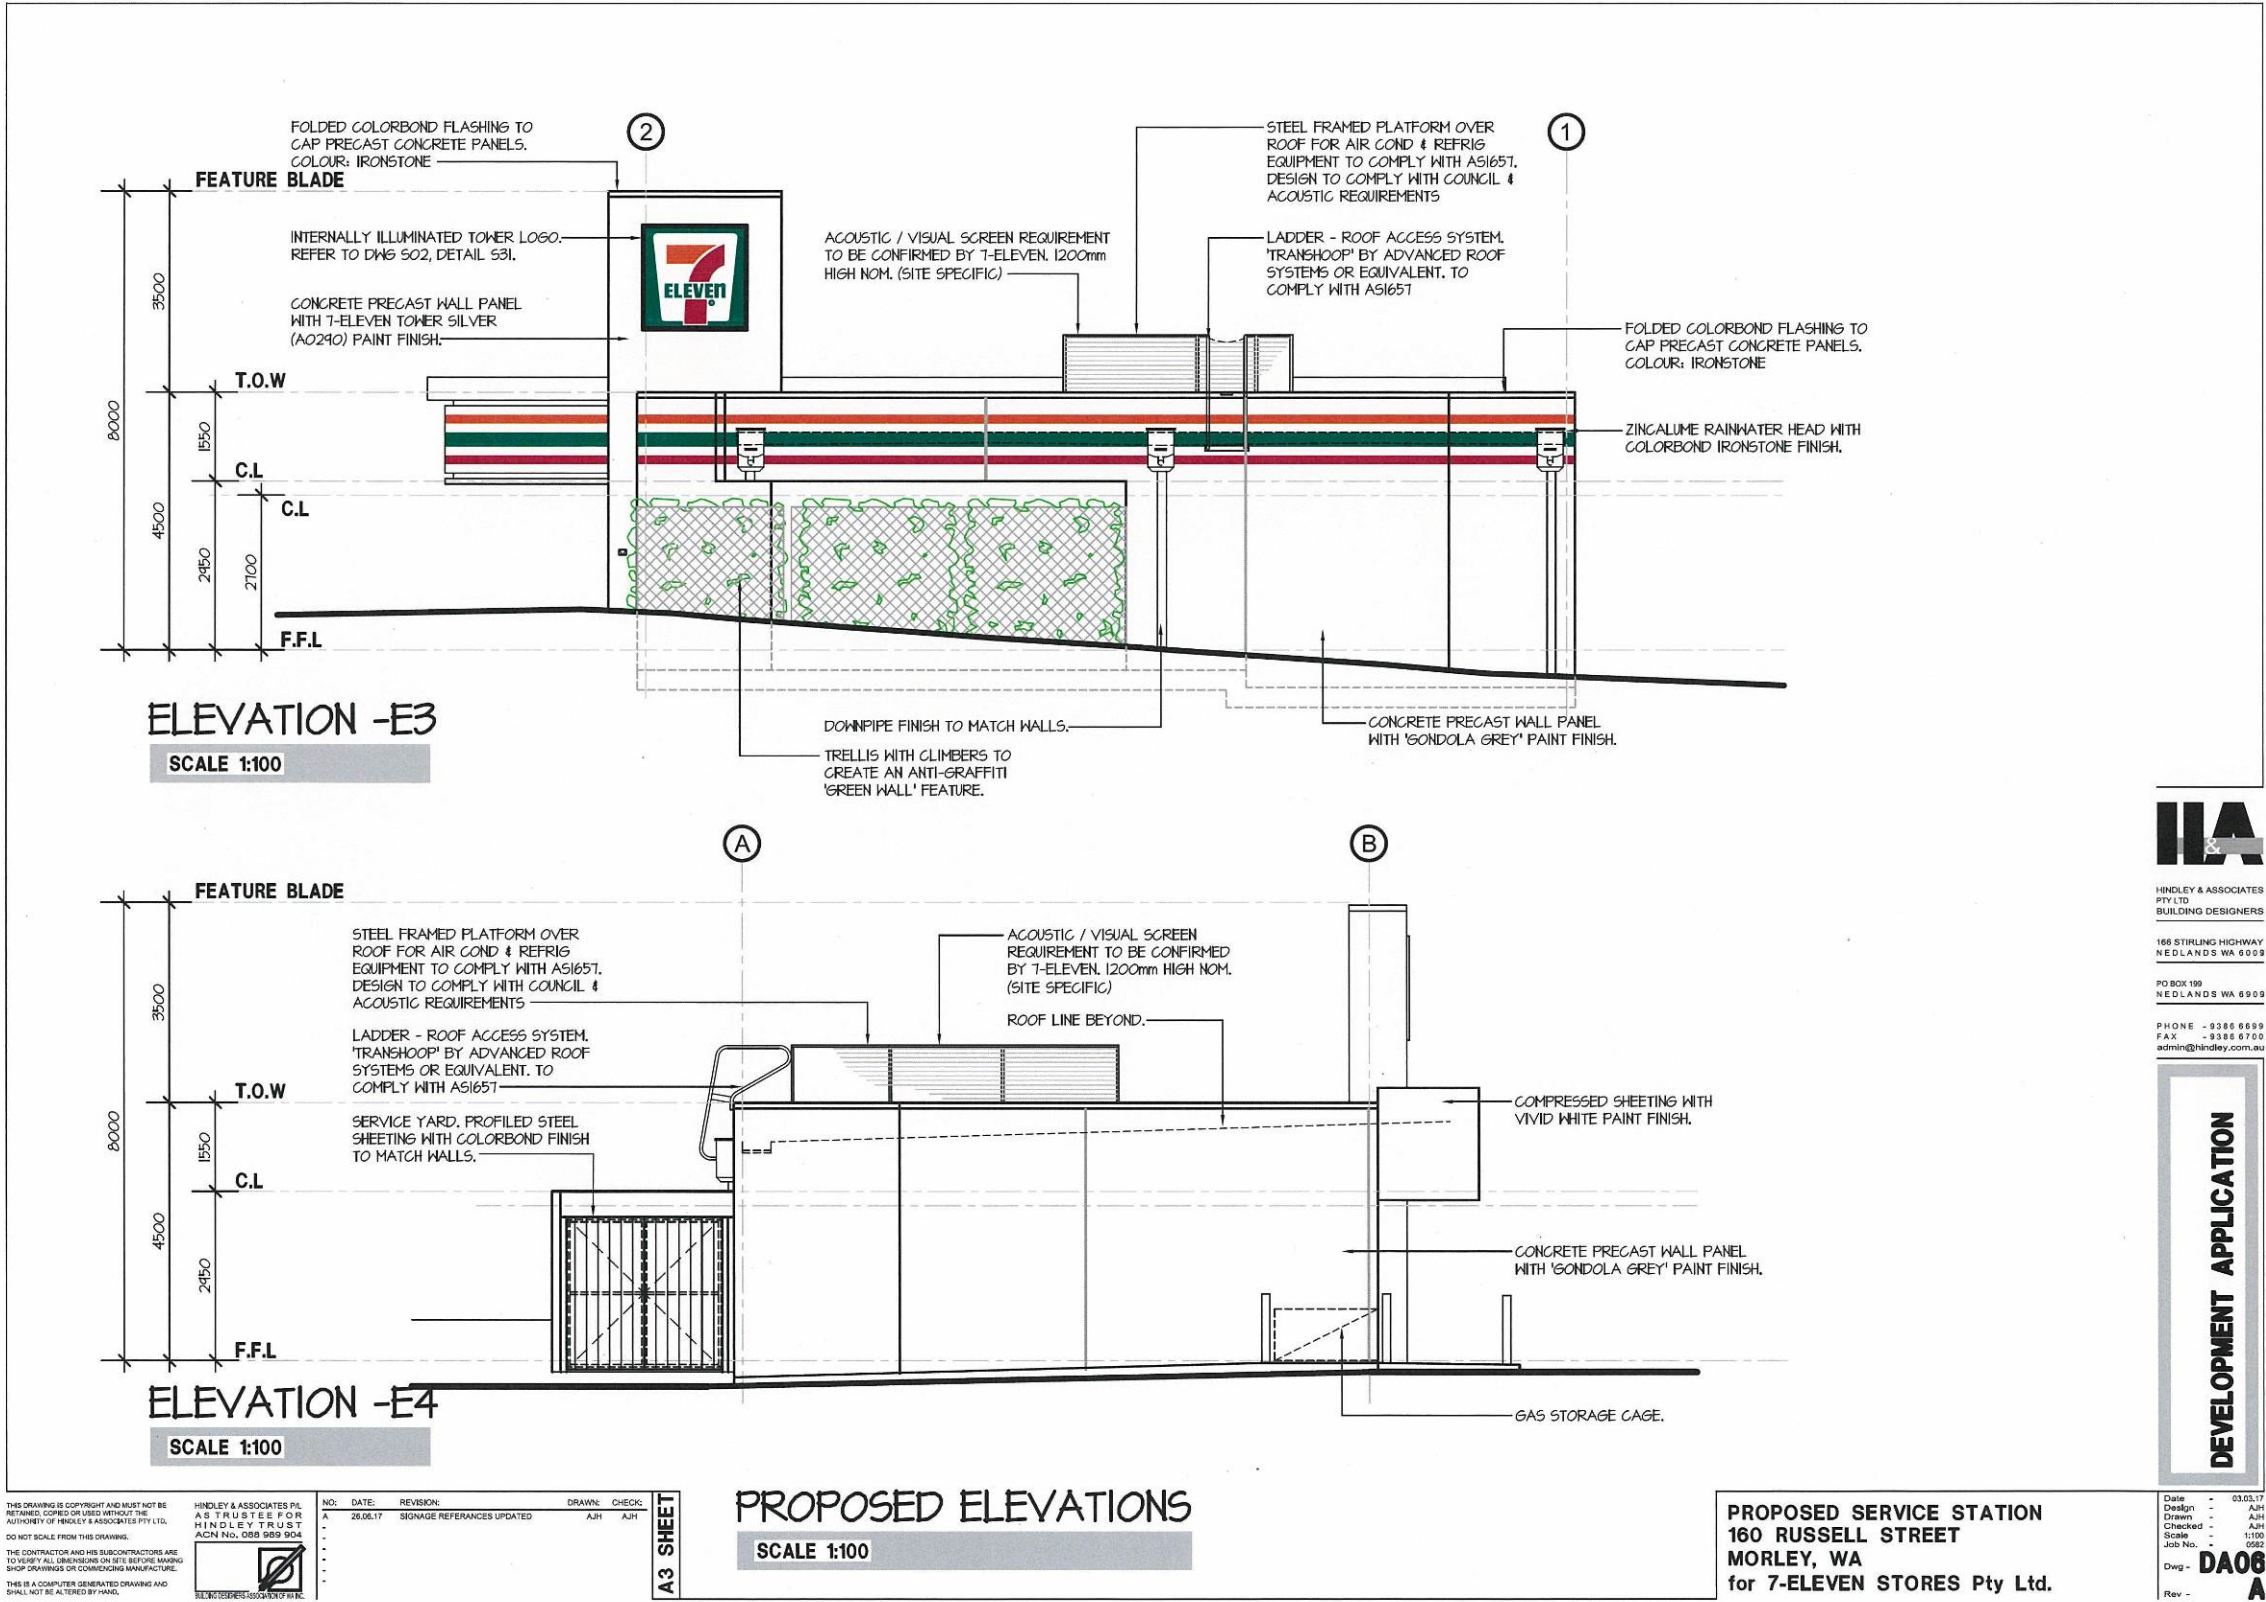 FOLDED COLORBOND FLASHING TO
CAP PRECAST CONCRETE PANELS.
COLOUR: IRONSTONE
FEATURE BLADE
2
STEEL FRAMED PLATFORM OVER
ROOF FOR AIR COND & REFRIG
EQUIPMENT TO COMPLY WITH AS1657.
DESIGN TO COMPLY WITH COUNCIL &
ACOUSTIC REQUIREMENTS
1
INTERNALLY ILLUMINATED TOWER LOGO.
REFER TO DWG S02, DETAIL S31.
7
ELEVEn
ACOUSTIC / VISUAL SCREEN REQUIREMENT
TO BE CONFIRMED BY 7-ELEVEN. 1200mm
HIGH NOM. (SITE SPECIFIC)
LADDER - ROOF ACCESS SYSTEM.
'TRANSHOOP' BY ADVANCED ROOF
SYSTEMS OR EQUIVALENT. TO
COMPLY WITH AS1657
CONCRETE PRECAST WALL PANEL
WITH 7-ELEVEN TOWER SILVER
(A0290) PAINT FINISH.
FOLDED COLORBOND FLASHING TO
CAP PRECAST CONCRETE PANELS.
COLOUR: IRONSTONE
ZINCALUME RAINWATER HEAD WITH
COLORBOND IRONSTONE FINISH.
3500
8000
T.O.W
1550
C.L
C.L
4500
2950
2700
F.F.L
ELEVATION -E3
SCALE 1:100
DOWNPIPE FINISH TO MATCH WALLS.
TRELLIS WITH CLIMBERS TO
CREATE AN ANTI-GRAFFITI
'GREEN WALL' FEATURE.
CONCRETE PRECAST WALL PANEL
WITH 'GONDOLA GREY' PAINT FINISH.
A
B
FEATURE BLADE
STEEL FRAMED PLATFORM OVER
ROOF FOR AIR COND & REFRIG
EQUIPMENT TO COMPLY WITH AS1657.
DESIGN TO COMPLY WITH COUNCIL &
ACOUSTIC REQUIREMENTS
ACOUSTIC / VISUAL SCREEN
REQUIREMENT TO BE CONFIRMED
BY 7-ELEVEN. 1200mm HIGH NOM.
(SITE SPECIFIC)
ROOF LINE BEYOND.
LADDER - ROOF ACCESS SYSTEM.
'TRANSHOOP' BY ADVANCED ROOF
SYSTEMS OR EQUIVALENT. TO
COMPLY WITH AS1657
SERVICE YARD. PROFILED STEEL
SHEETING WITH COLORBOND FINISH
TO MATCH WALLS.
COMPRESSED SHEETING WITH
VIVID WHITE PAINT FINISH.
CONCRETE PRECAST WALL PANEL
WITH 'GONDOLA GREY' PAINT FINISH.
GAS STORAGE CAGE.
3500
8000
T.O.W
1550
C.L
4500
2950
F.F.L
ELEVATION -E4
SCALE 1:100
H&A
HINDLEY & ASSOCIATES
PTY LTD
BUILDING DESIGNERS
166 STIRLING HIGHWAY
NEDLANDS WA 6009
PO BOX 199
NEDLANDS WA 6909
PHONE - 9386 6699
FAX - 9386 6700
admin@hindley.com.au
DEVELOPMENT APPLICATION
THIS DRAWING IS COPYRIGHT AND MUST NOT BE
RETAINED, COPIED OR USED WITHOUT THE
AUTHORITY OF HINDLEY & ASSOCIATES PTY LTD.
DO NOT SCALE FROM THIS DRAWING.
THE CONTRACTOR AND HIS SUBCONTRACTORS ARE
TO VERIFY ALL DIMENSIONS ON SITE BEFORE MAKING
SHOP DRAWINGS OR COMMENCING MANUFACTURE.
THIS IS A COMPUTER GENERATED DRAWING AND
SHALL NOT BE ALTERED BY HAND.
HINDLEY & ASSOCIATES P/L
AS TRUSTEE FOR
HINDLEY TRUST
ACN No. 088 989 904
BUILDING DESIGNERS ASSOCIATION OF WA INC.
NO: DATE: REVISION: DRAWN: CHECK:
A 26.06.17 SIGNAGE REFERANCES UPDATED AJH AJH
A3 SHEET
PROPOSED ELEVATIONS
SCALE 1:100
PROPOSED SERVICE STATION
160 RUSSELL STREET
MORLEY, WA
for 7-ELEVEN STORES Pty Ltd.
Date - 03.03.17
Design - AJH
Drawn - AJH
Checked - AJH
Scale - 1:100
Job No. - 0582
Dwg - DA06
Rev - A